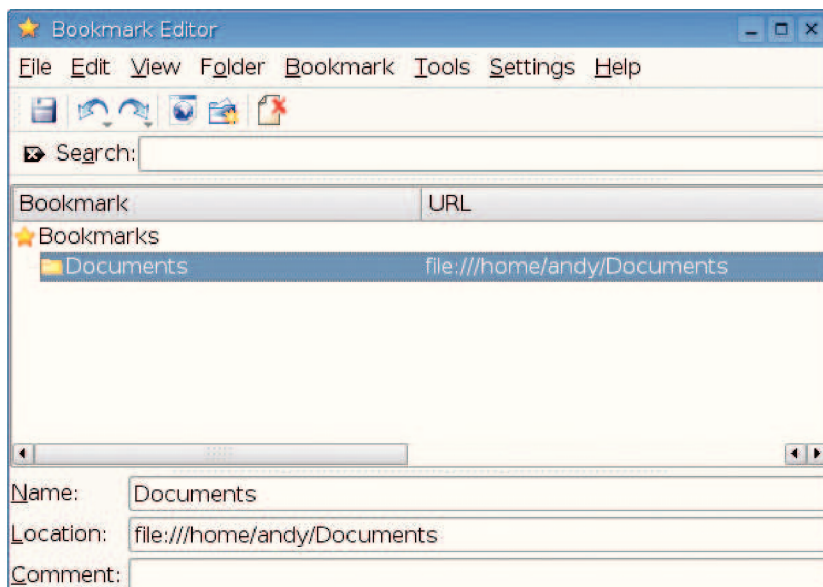 Bookmark Editor
File Edit View Folder Bookmark Tools Settings Help
Search:
Bookmark URL
Bookmarks
Documents file:///home/andy/Documents
Name: Documents
Location: file:///home/andy/Documents
Comment: